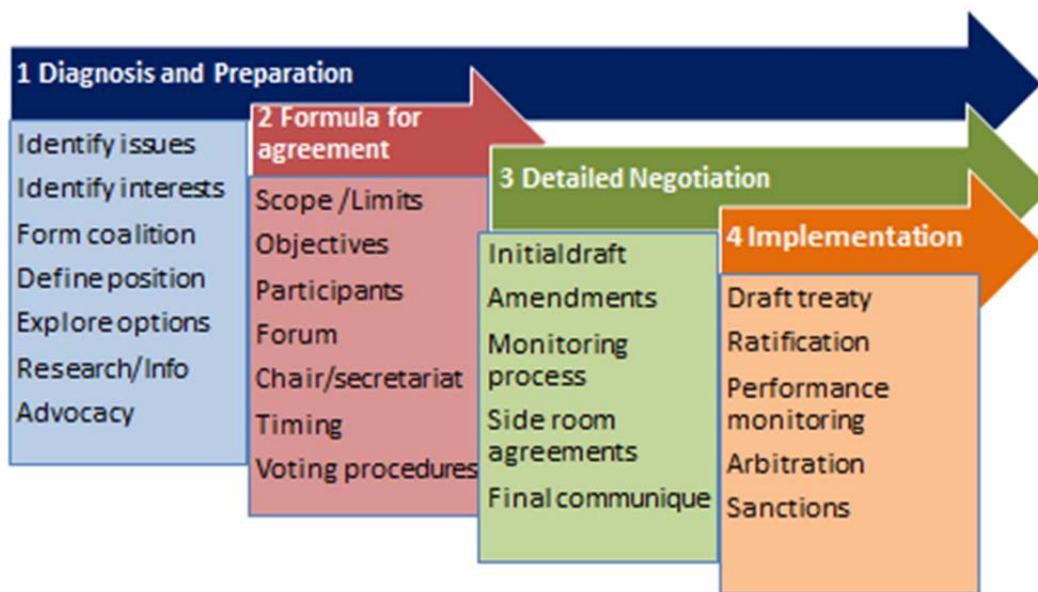 1 Diagnosis and Preparation
Identify issues
Identify interests
Form coalition
Define position
Explore options
Research/Info
Advocacy
2 Formula for
agreement
Scope /Limits
Objectives
Participants
Forum
Chair/secretariat
Timing
Voting procedures
3 Detailed Negotiation
Initial draft
Amendments
Monitoring
process
Side room
agreements
Final communique
4 Implementation
Draft treaty
Ratification
Performance
monitoring
Arbitration
Sanctions